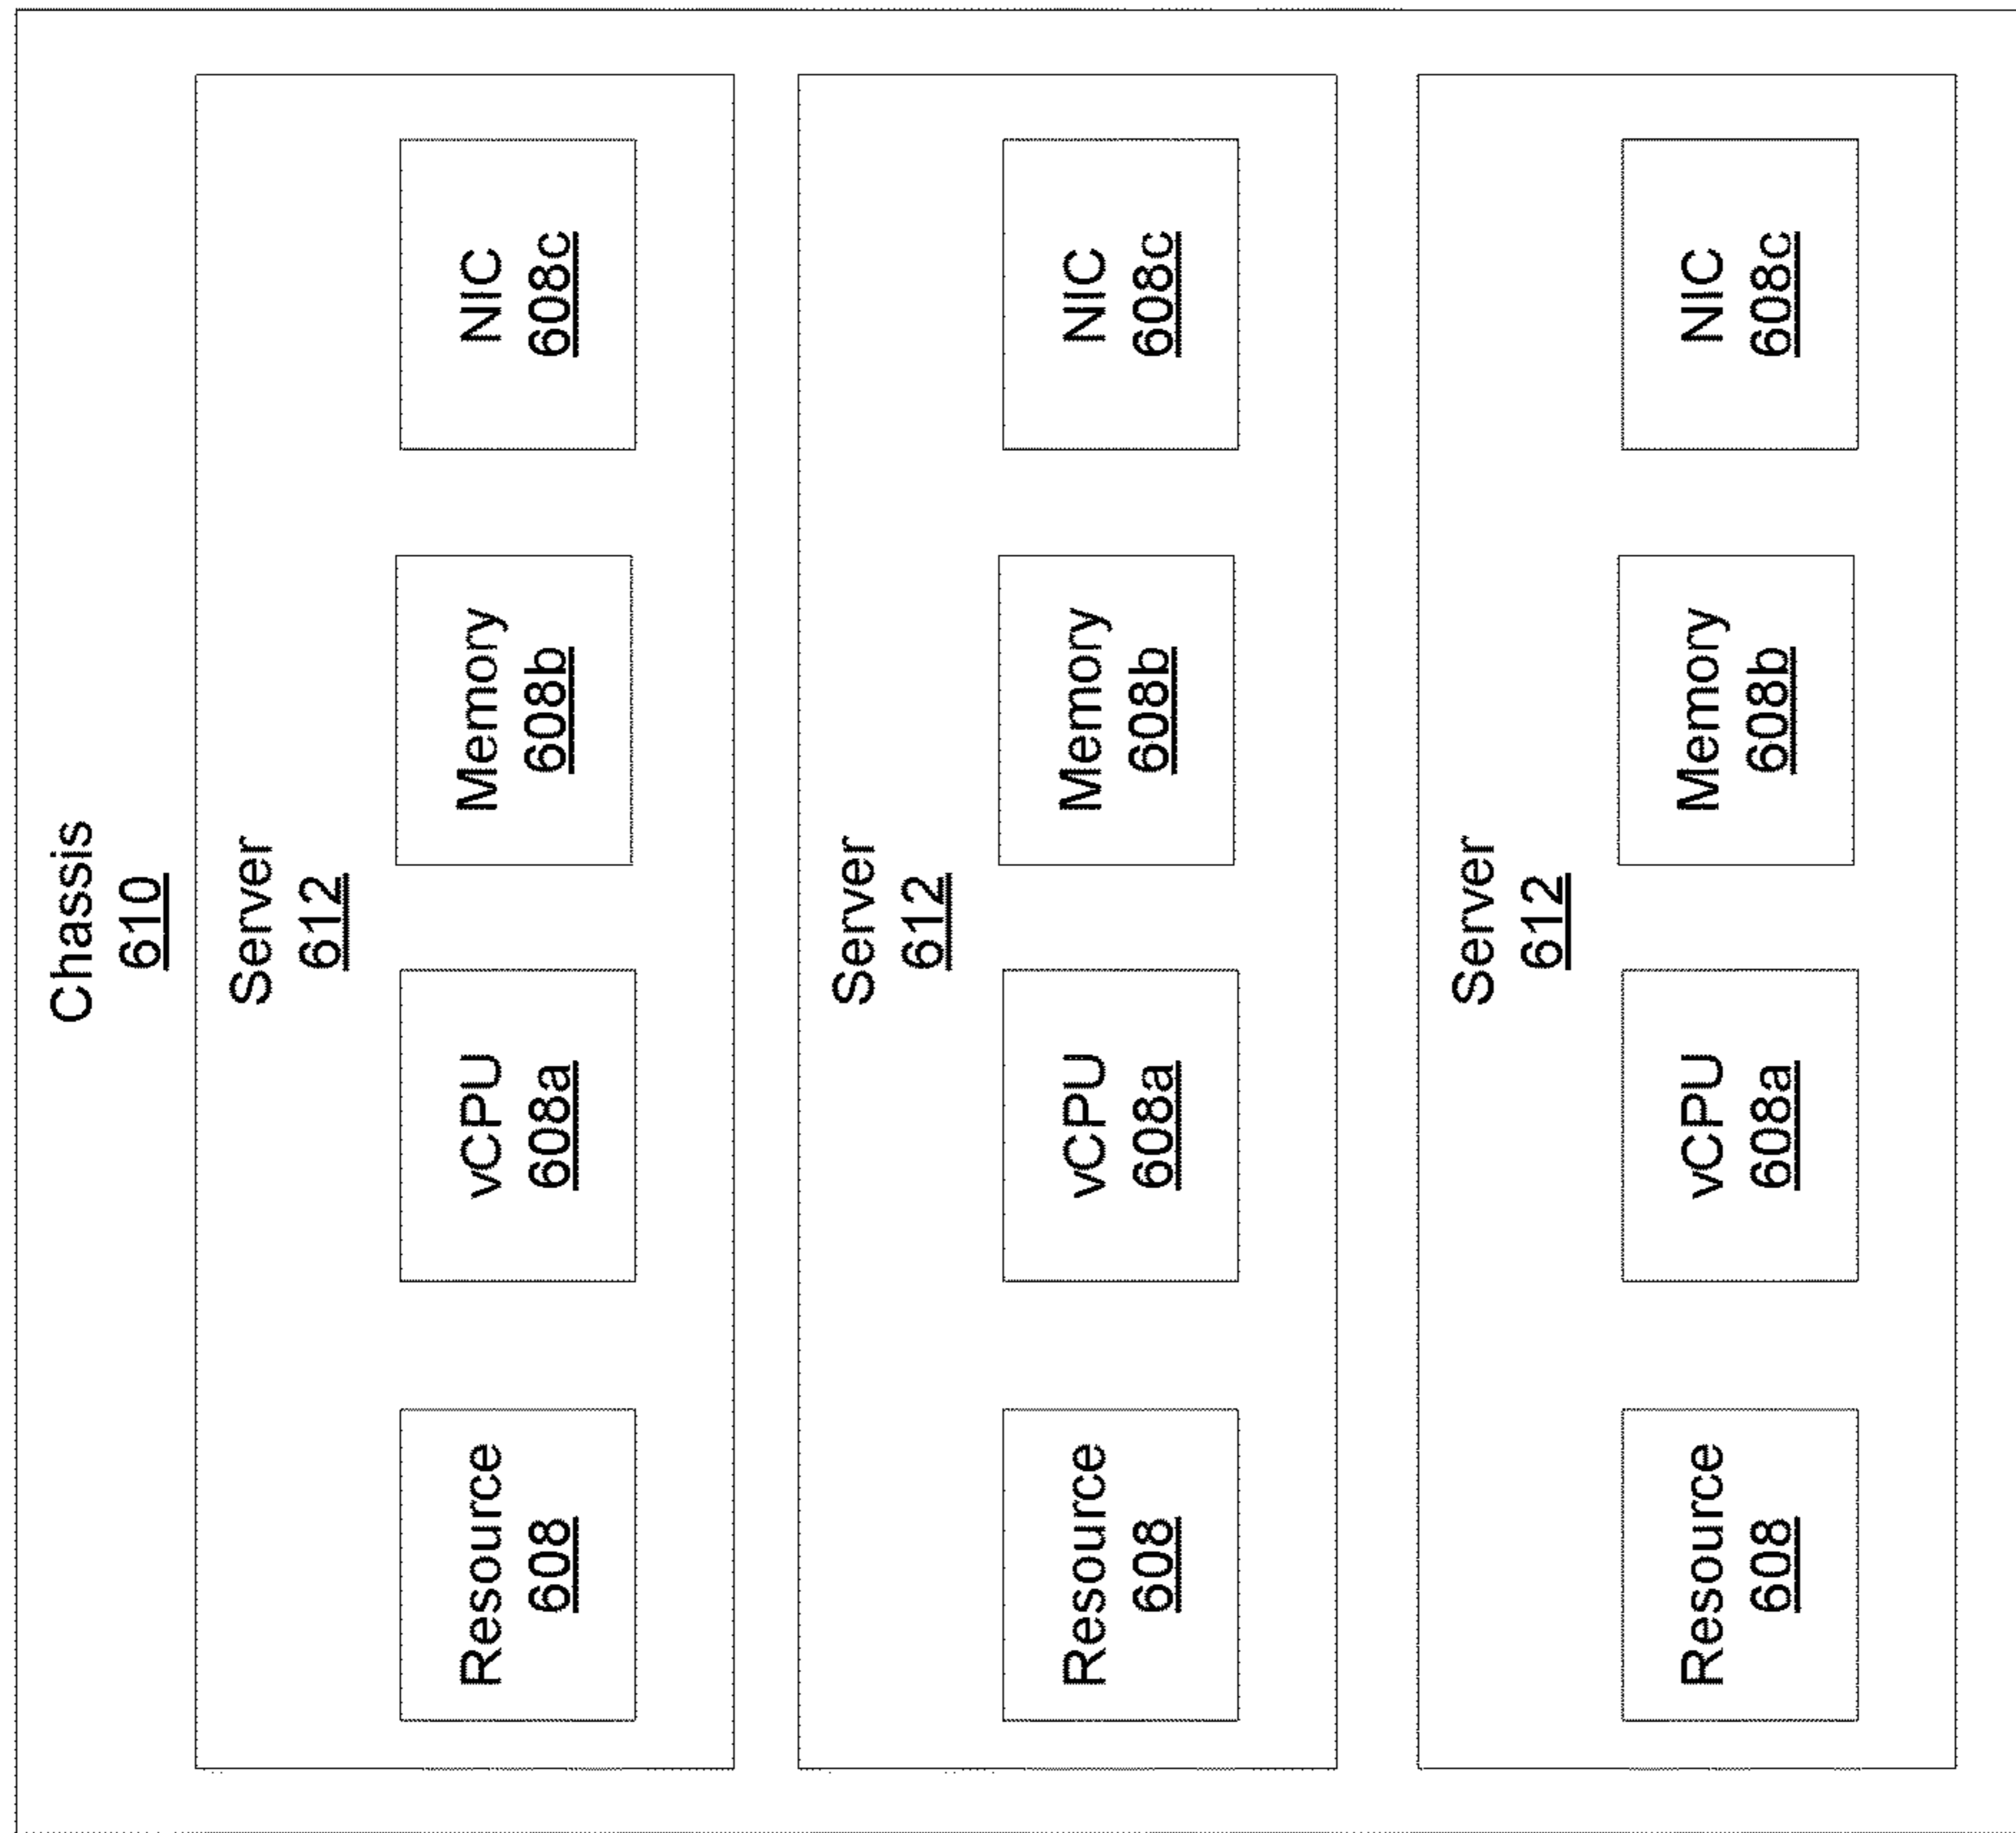 Chassis
610
Server
612
Resource
608
vCPU
608a
Memory
608b
NIC
608c
Server
612
Resource
608
vCPU
608a
Memory
608b
NIC
608c
Server
612
Resource
608
vCPU
608a
Memory
608b
NIC
608c